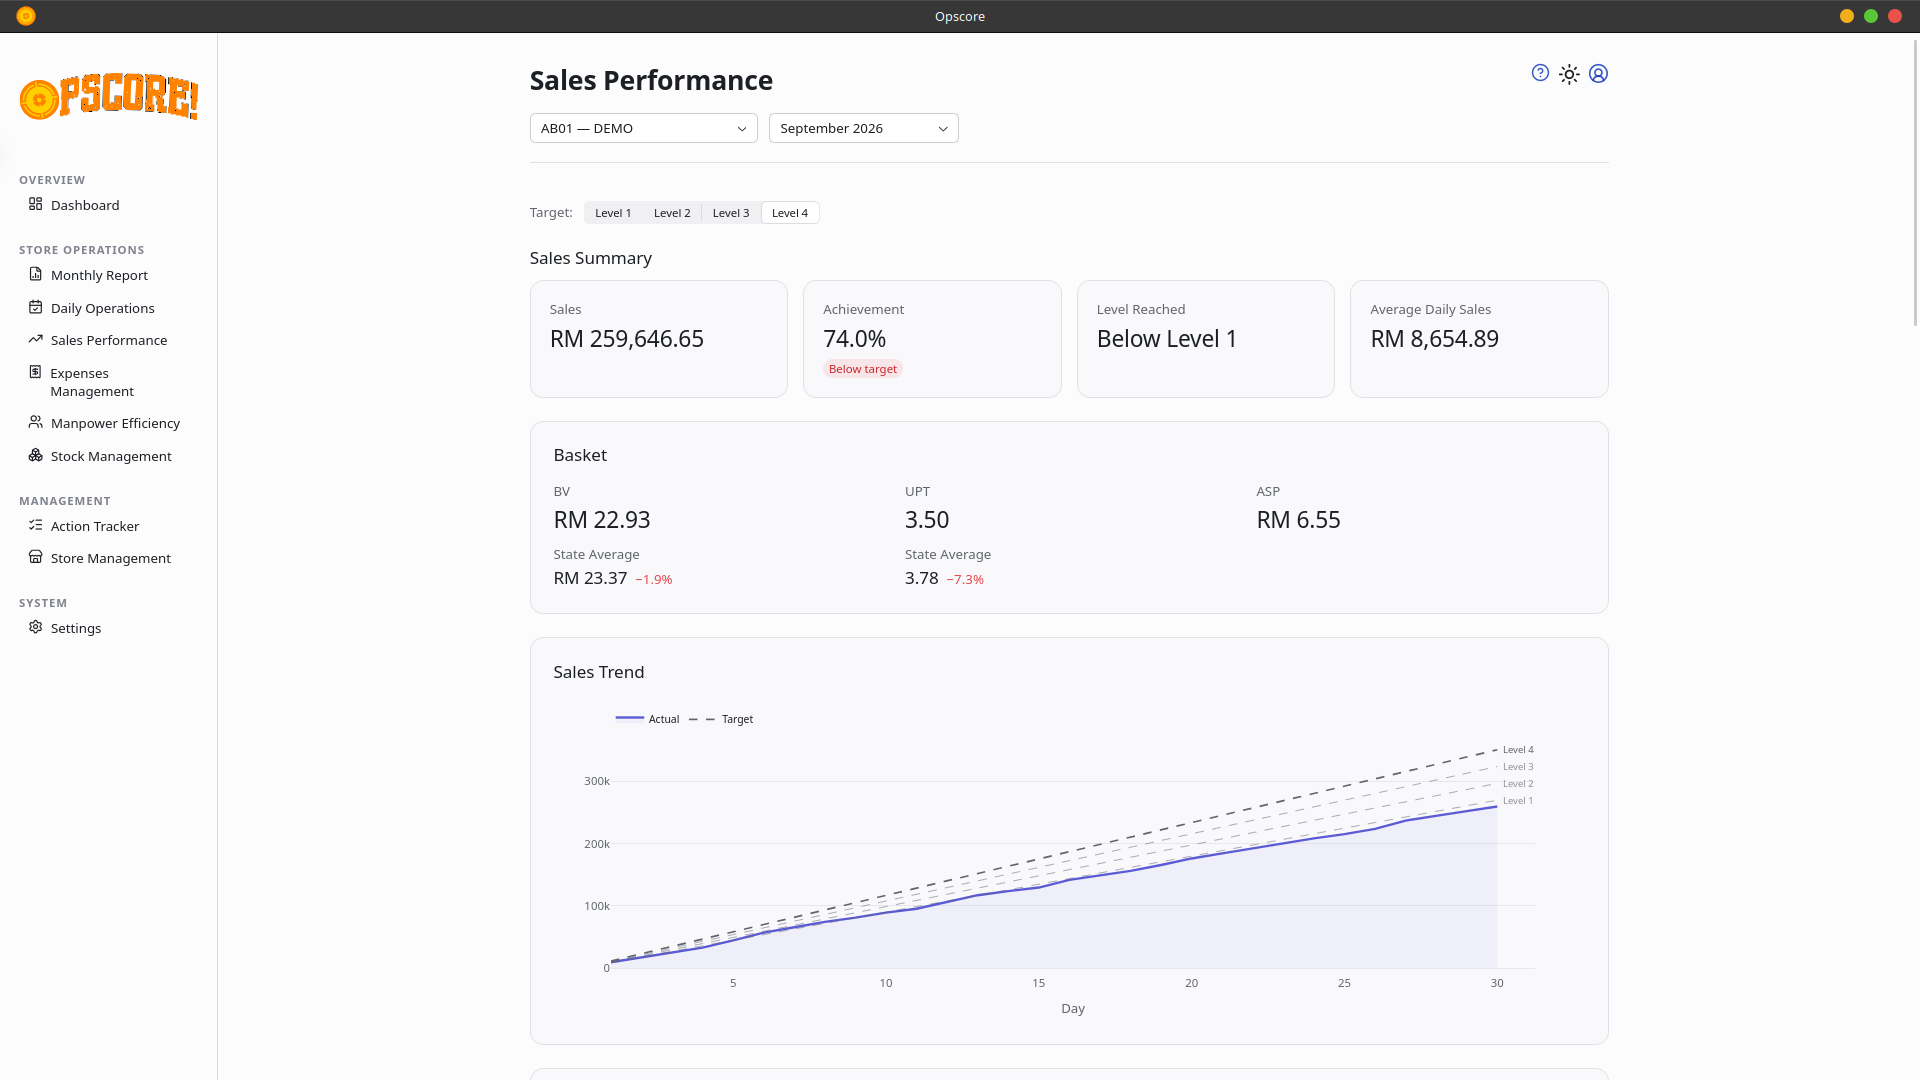 Opscore
OPSCORE!
OVERVIEW
Dashboard
STORE OPERATIONS
Monthly Report
Daily Operations
Sales Performance
Expenses
Management
Manpower Efficiency
Stock Management
MANAGEMENT
Action Tracker
Store Management
SYSTEM
Settings
Sales Performance
AB01 — DEMO
September 2026
Target: Level 1 Level 2 Level 3 Level 4
Sales Summary
Sales
RM 259,646.65
Achievement
74.0%
Below target
Level Reached
Below Level 1
Average Daily Sales
RM 8,654.89
Basket
BV
RM 22.93
State Average
RM 23.37 −1.9%
UPT
3.50
State Average
3.78 −7.3%
ASP
RM 6.55
Sales Trend
Actual Target
Level 4
Level 3
Level 2
Level 1
300k
200k
100k
0
5 10 15 20 25 30
Day